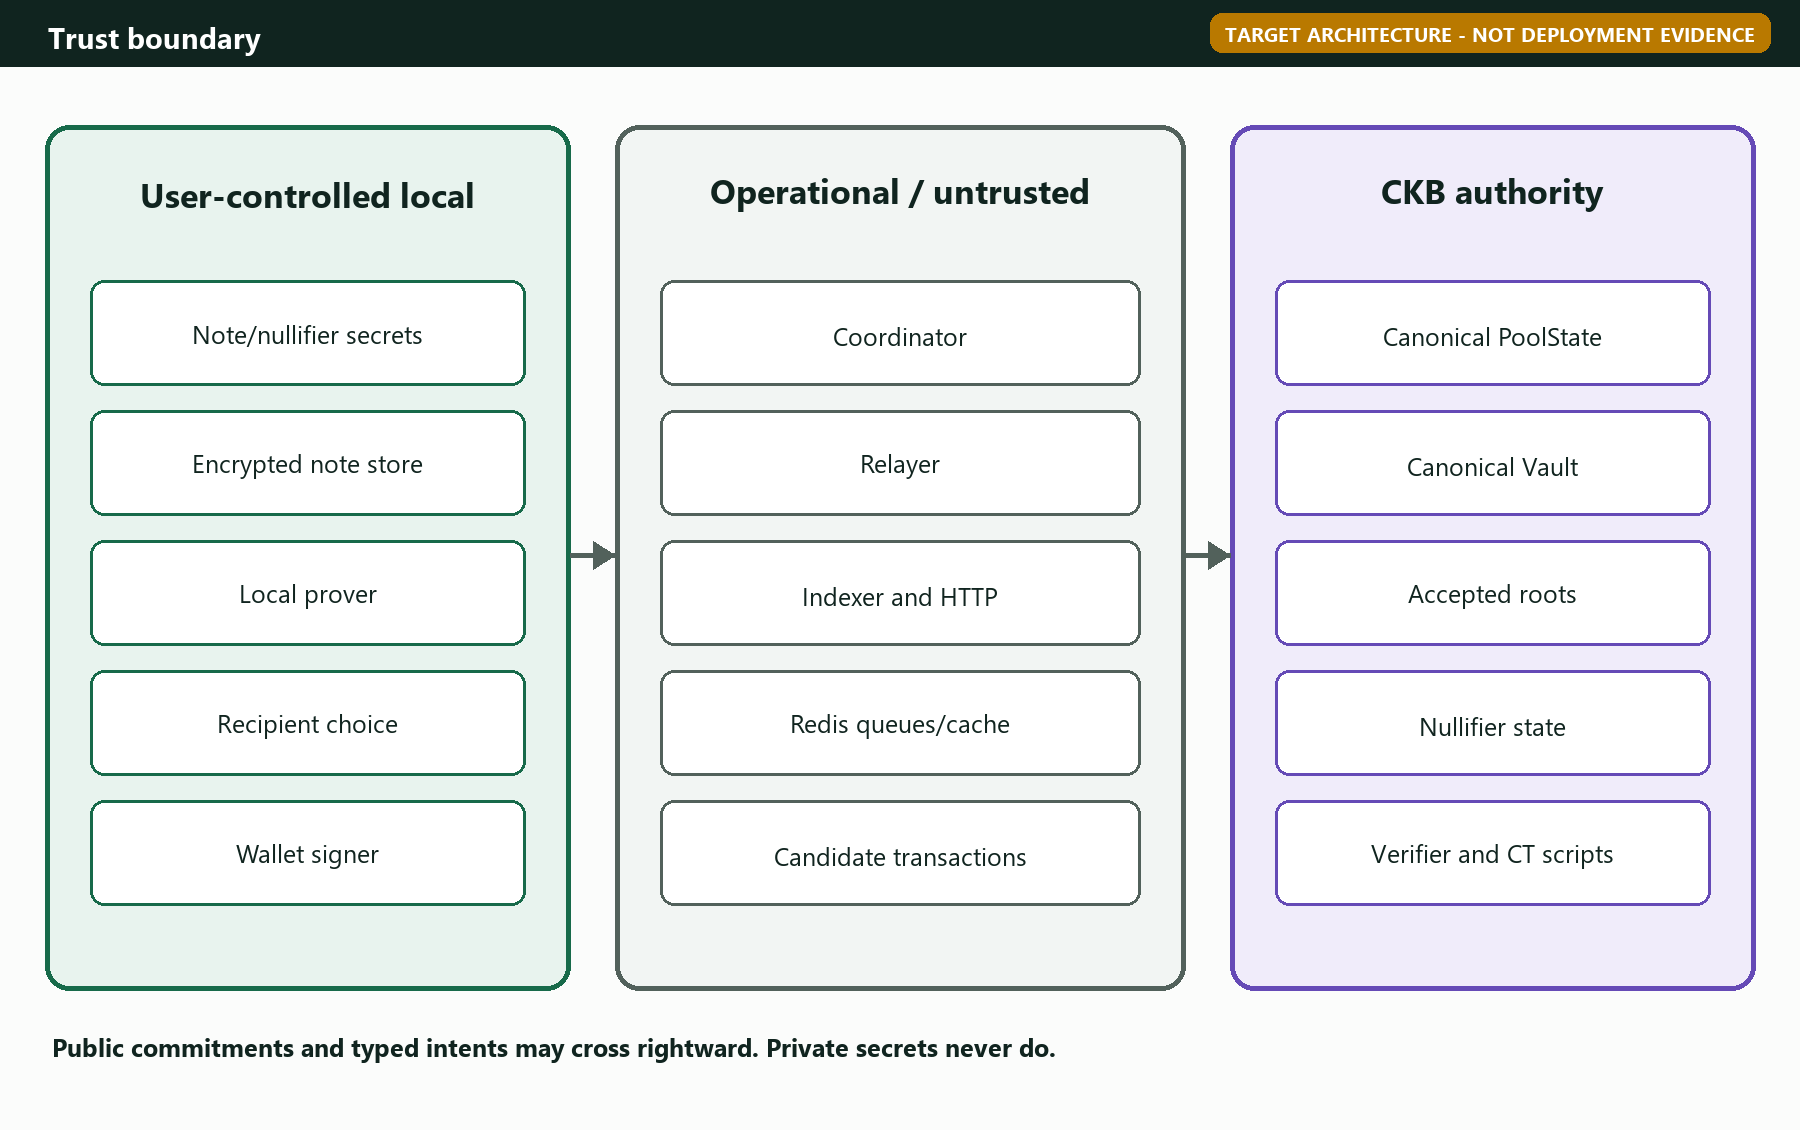 Trust boundary
TARGET ARCHITECTURE - NOT DEPLOYMENT EVIDENCE
User-controlled local
Note/nullifier secrets
Encrypted note store
Local prover
Recipient choice
Wallet signer
Operational / untrusted
Coordinator
Relayer
Indexer and HTTP
Redis queues/cache
Candidate transactions
CKB authority
Canonical PoolState
Canonical Vault
Accepted roots
Nullifier state
Verifier and CT scripts
Public commitments and typed intents may cross rightward. Private secrets never do.